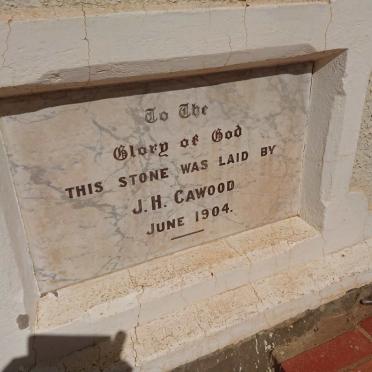 To The
Glory of God
THIS STONE WAS LAID BY
J.H. CAWOOD
JUNE 1904.